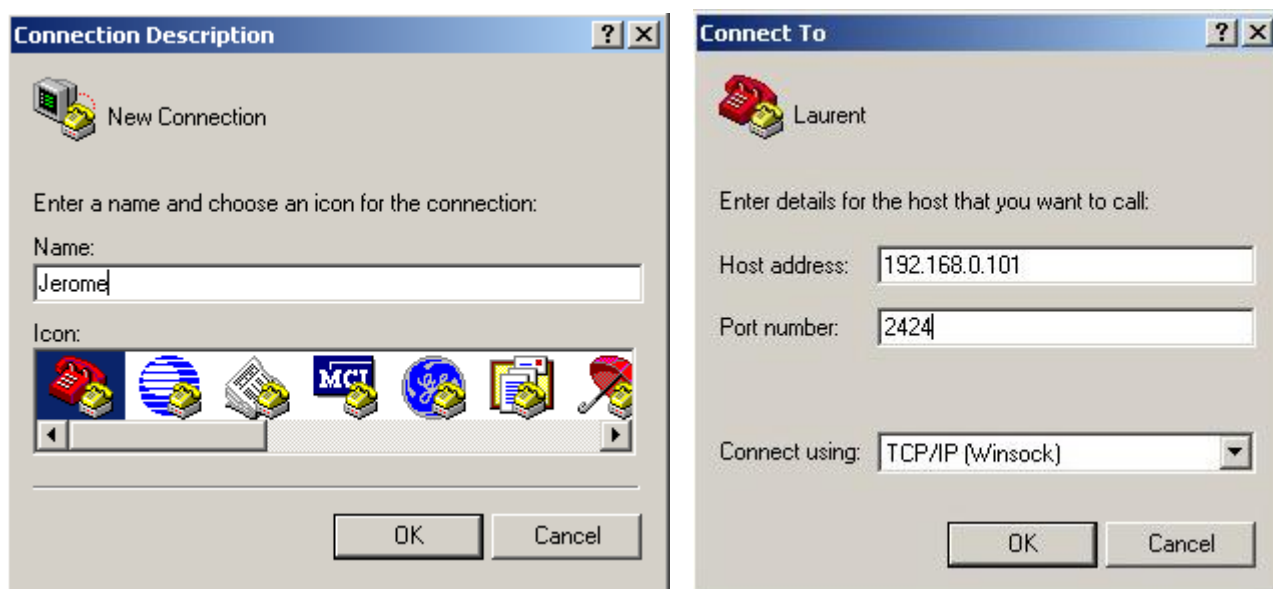 Connection Description
New Connection
Enter a name and choose an icon for the connection:
Name:
Jerome
Icon:
MCI
OK Cancel
Connect To
Laurent
Enter details for the host that you want to call:
Host address: 192.168.0.101
Port number: 2424
Connect using: TCP/IP (Winsock)
OK Cancel